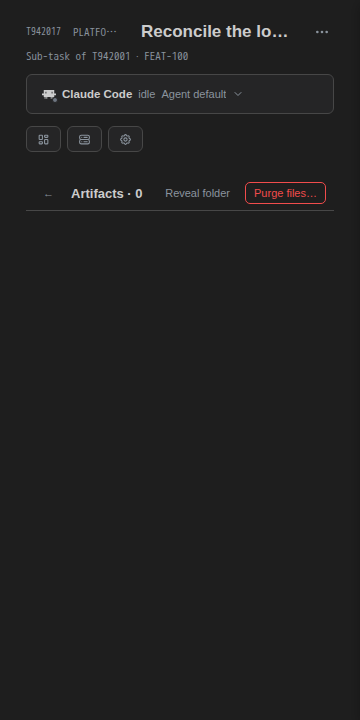 T942017 PLATFO… Reconcile the lo… ···
Sub-task of T942001 · FEAT-100
Claude Code idle Agent default
← Artifacts · 0 Reveal folder Purge files…